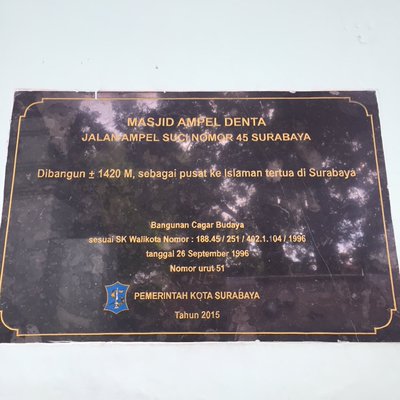 MASJID AMPEL DENTA
JALAN AMPEL SUCI NOMOR 45 SURABAYA
Dibangun ± 1420 M, sebagai pusat ke Islaman tertua di Surabaya
Bangunan Cagar Budaya
sesuai SK Walikota Nomor : 188.45 / 251 / 402.1.104 / 1996
tanggal 26 September 1996
Nomor urut 51
PEMERINTAH KOTA SURABAYA
Tahun 2015